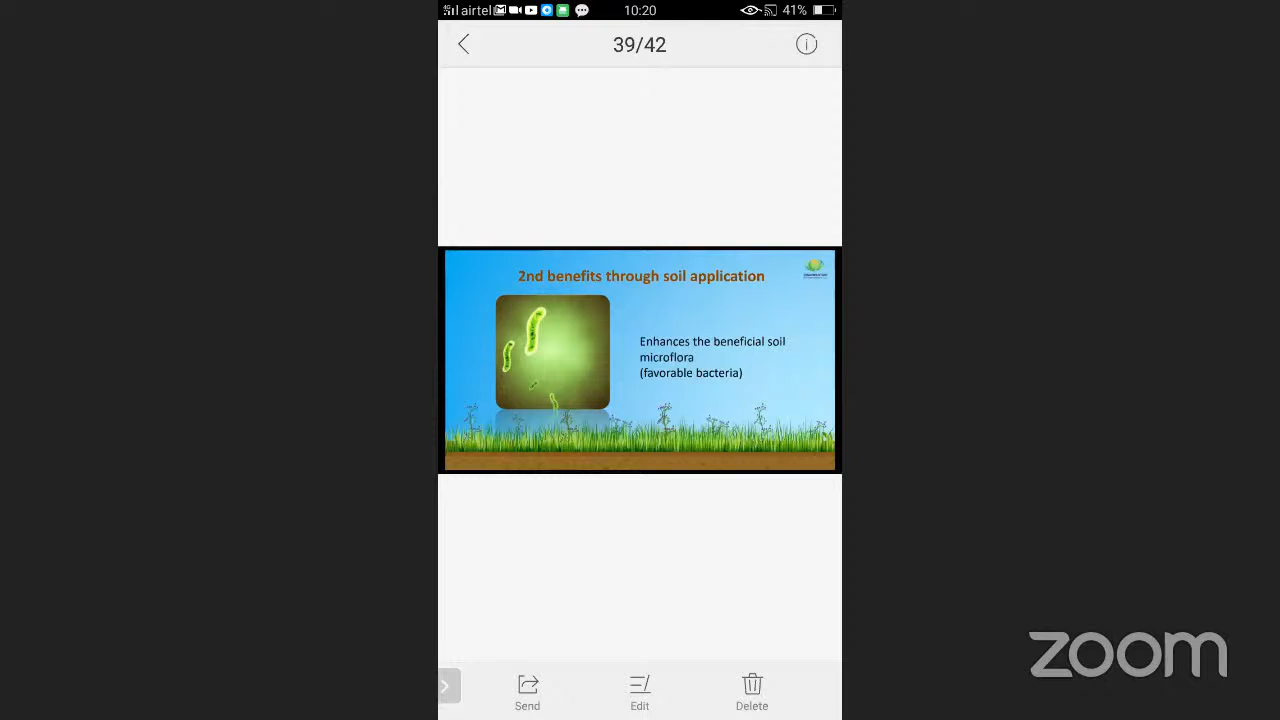 airtel 10:20 41%
39/42
2nd benefits through soil application
Enhances the beneficial soil
microflora
(favorable bacteria)
Send Edit Delete
zoom